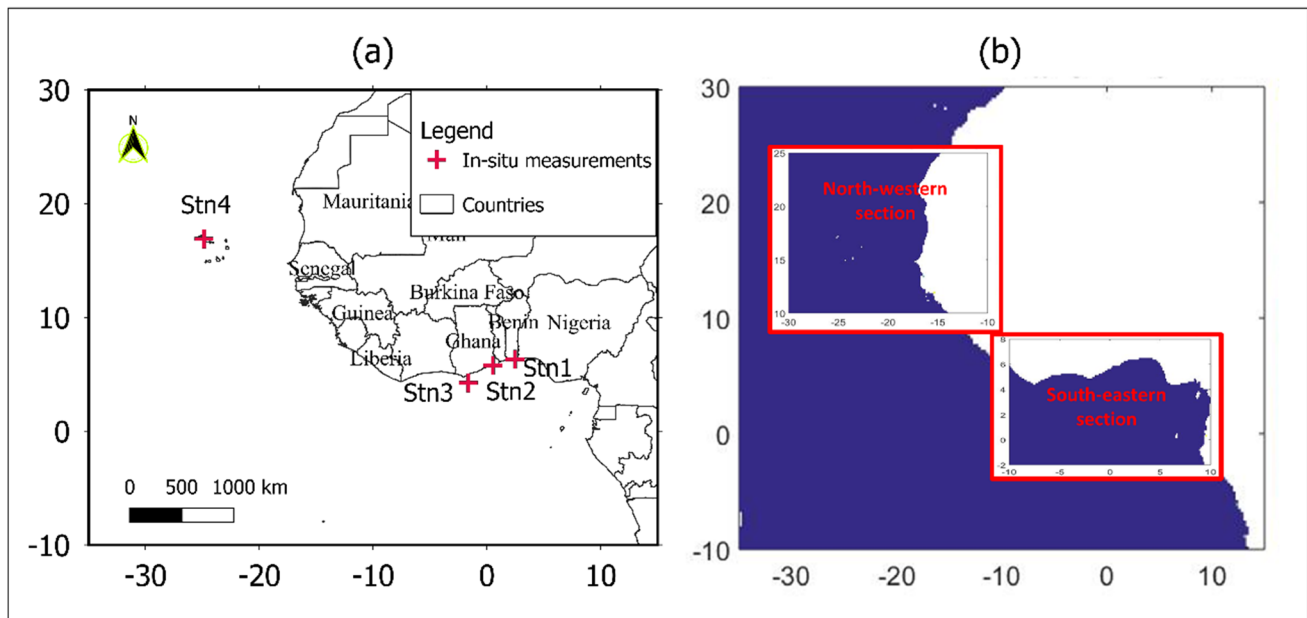 (a)
30
20
10
0
-10
-30
-20
-10
0
10
N
Legend
In-situ measurements
Countries
Stn4
Mauritania
Mali
Senegal
Burkina Faso
Guinea
Benin
Nigeria
Ghana
Liberia
Stn1
Stn3
Stn2
0 500 1000 km
(b)
30
20
10
0
-10
-30
-20
-10
0
10
25
20
15
10
-30
-25
-20
-15
-10
North-western
section
8
6
4
2
0
-2
-10
-5
0
5
10
South-eastern
section